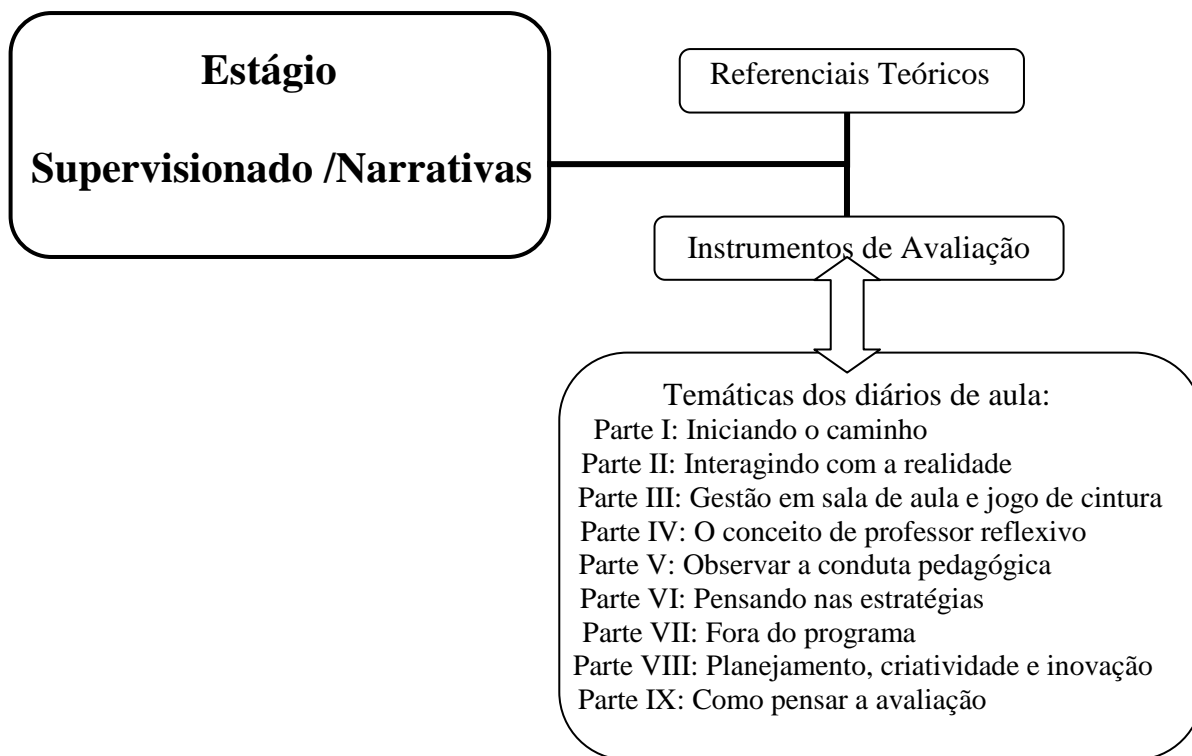 Estágio
Supervisionado /Narrativas
Referenciais Teóricos
Instrumentos de Avaliação
Temáticas dos diários de aula:
Parte I: Iniciando o caminho
Parte II: Interagindo com a realidade
Parte III: Gestão em sala de aula e jogo de cintura
Parte IV: O conceito de professor reflexivo
Parte V: Observar a conduta pedagógica
Parte VI: Pensando nas estratégias
Parte VII: Fora do programa
Parte VIII: Planejamento, criatividade e inovação
Parte IX: Como pensar a avaliação